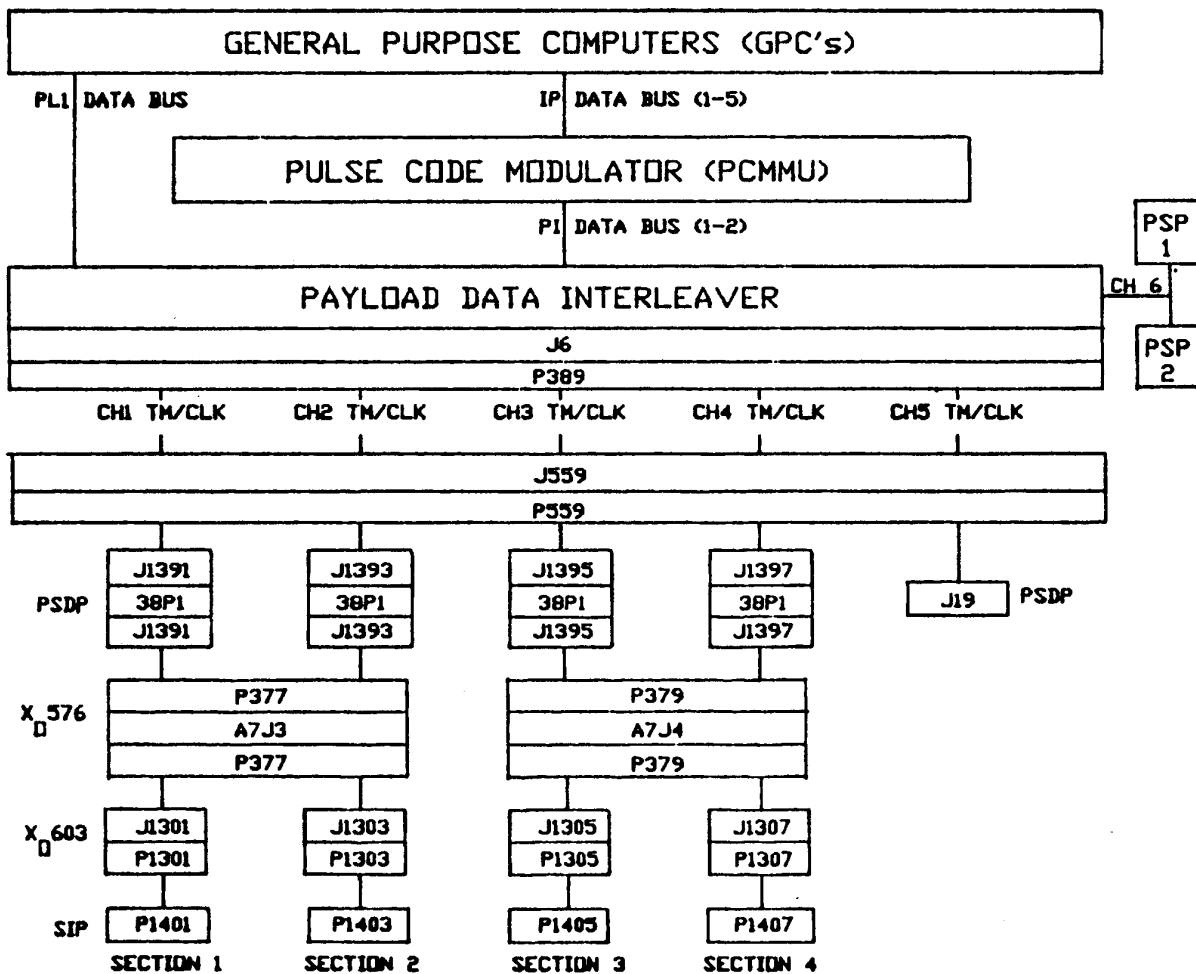 GENERAL PURPOSE COMPUTERS (GPC's)
PL1 DATA BUS IP DATA BUS (1-5)
PULSE CODE MODULATOR (PCMMU)
PI DATA BUS (1-2)
PSP
1
PAYLOAD DATA INTERLEAVER
CH 6
J6
PSP
2
P389
CH1 TM/CLK CH2 TM/CLK CH3 TM/CLK CH4 TM/CLK CH5 TM/CLK
J559
P559
J1391 J1393 J1395 J1397
PSDP 38P1 38P1 38P1 38P1 J19 PSDP
J1391 J1393 J1395 J1397
P377 P379
X₀576 A7J3 A7J4
P377 P379
X₀603 J1301 J1303 J1305 J1307
P1301 P1303 P1305 P1307
SIP P1401 P1403 P1405 P1407
SECTION 1 SECTION 2 SECTION 3 SECTION 4